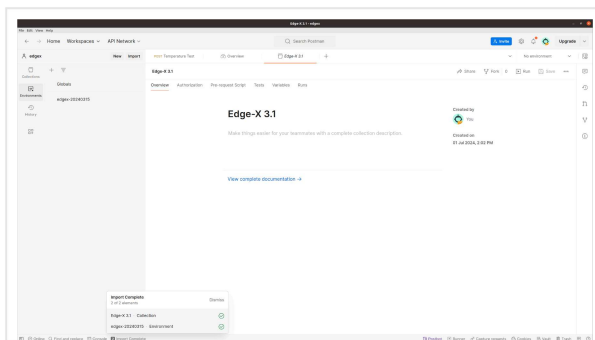 Edge-X 3.1 - edgex
File Edit View Help
Home Workspaces API Network
Search Postman
Invite
Upgrade
edgex
New Import
POST Temperature Test
Overview
Edge-X 3.1
No environment
Collections
Environments
History
Globals
edgex-20240315
Edge-X 3.1
Share
Fork 0
Run
Save
Overview Authorization Pre-request Script Tests Variables Runs
Edge-X 3.1
Make things easier for your teammates with a complete collection description.
View complete documentation →
Created by
You
Created on
01 Jul 2024, 2:02 PM
Import Complete
2 of 2 elements
Dismiss
Edge-X 3.1 Collection
edgex-20240315 Environment
Online Find and replace Console Import Complete
Postbot Runner Capture requests Cookies Vault Trash